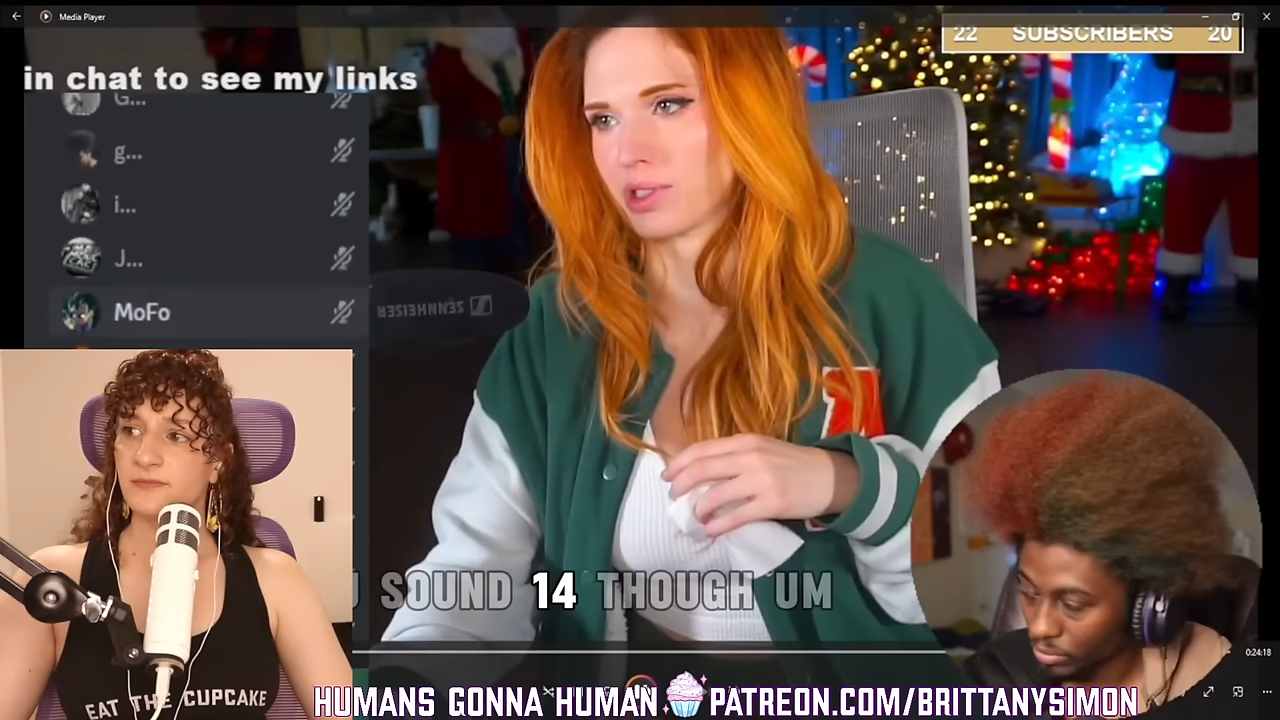 Media Player
22 SUBSCRIBERS 20
in chat to see my links
G...
g...
i...
J...
MoFo
SENNHEISER
SOUND 14 THOUGH UM
EAT THE CUPCAKE
0:24:18
HUMANS GONNA HUMAN PATREON.COM/BRITTANYSIMON